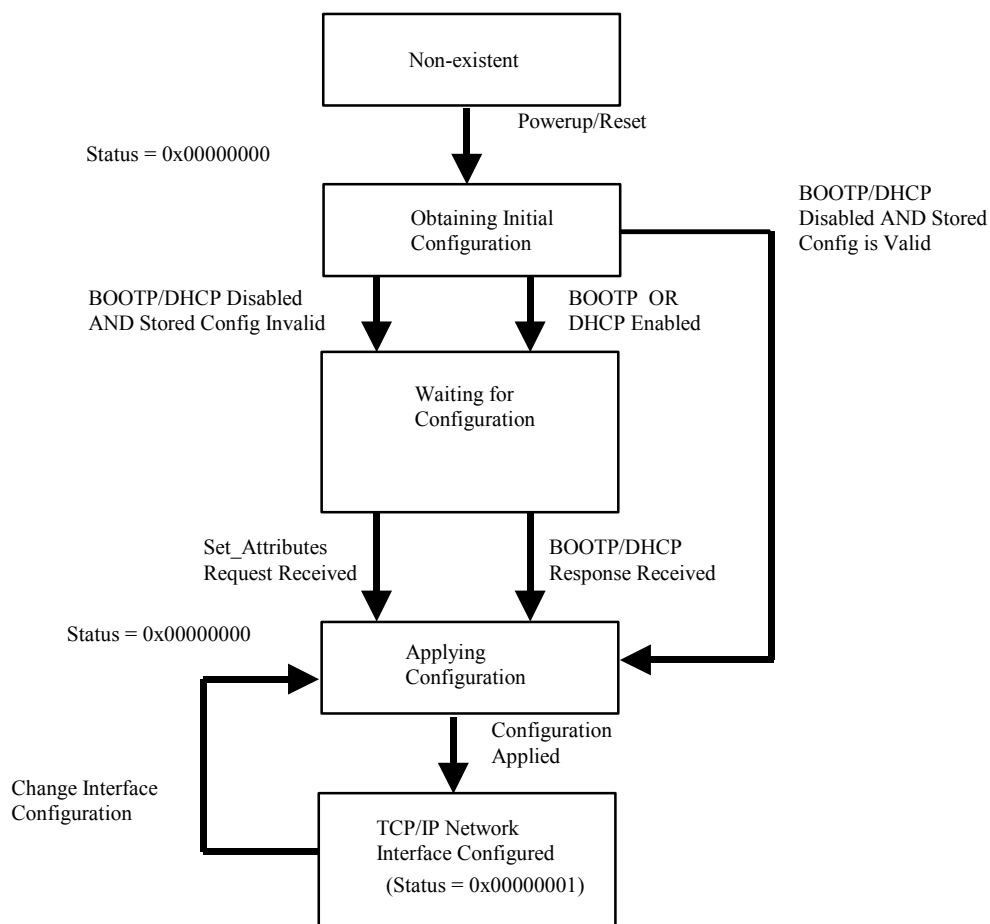 Non-existent
Powerup/Reset
Status = 0x00000000
Obtaining Initial
Configuration
BOOTP/DHCP
Disabled AND Stored
Config is Valid
BOOTP/DHCP Disabled
AND Stored Config Invalid
BOOTP OR
DHCP Enabled
Waiting for
Configuration
Set_Attributes
Request Received
BOOTP/DHCP
Response Received
Status = 0x00000000
Applying
Configuration
Configuration
Applied
Change Interface
Configuration
TCP/IP Network
Interface Configured
(Status = 0x00000001)